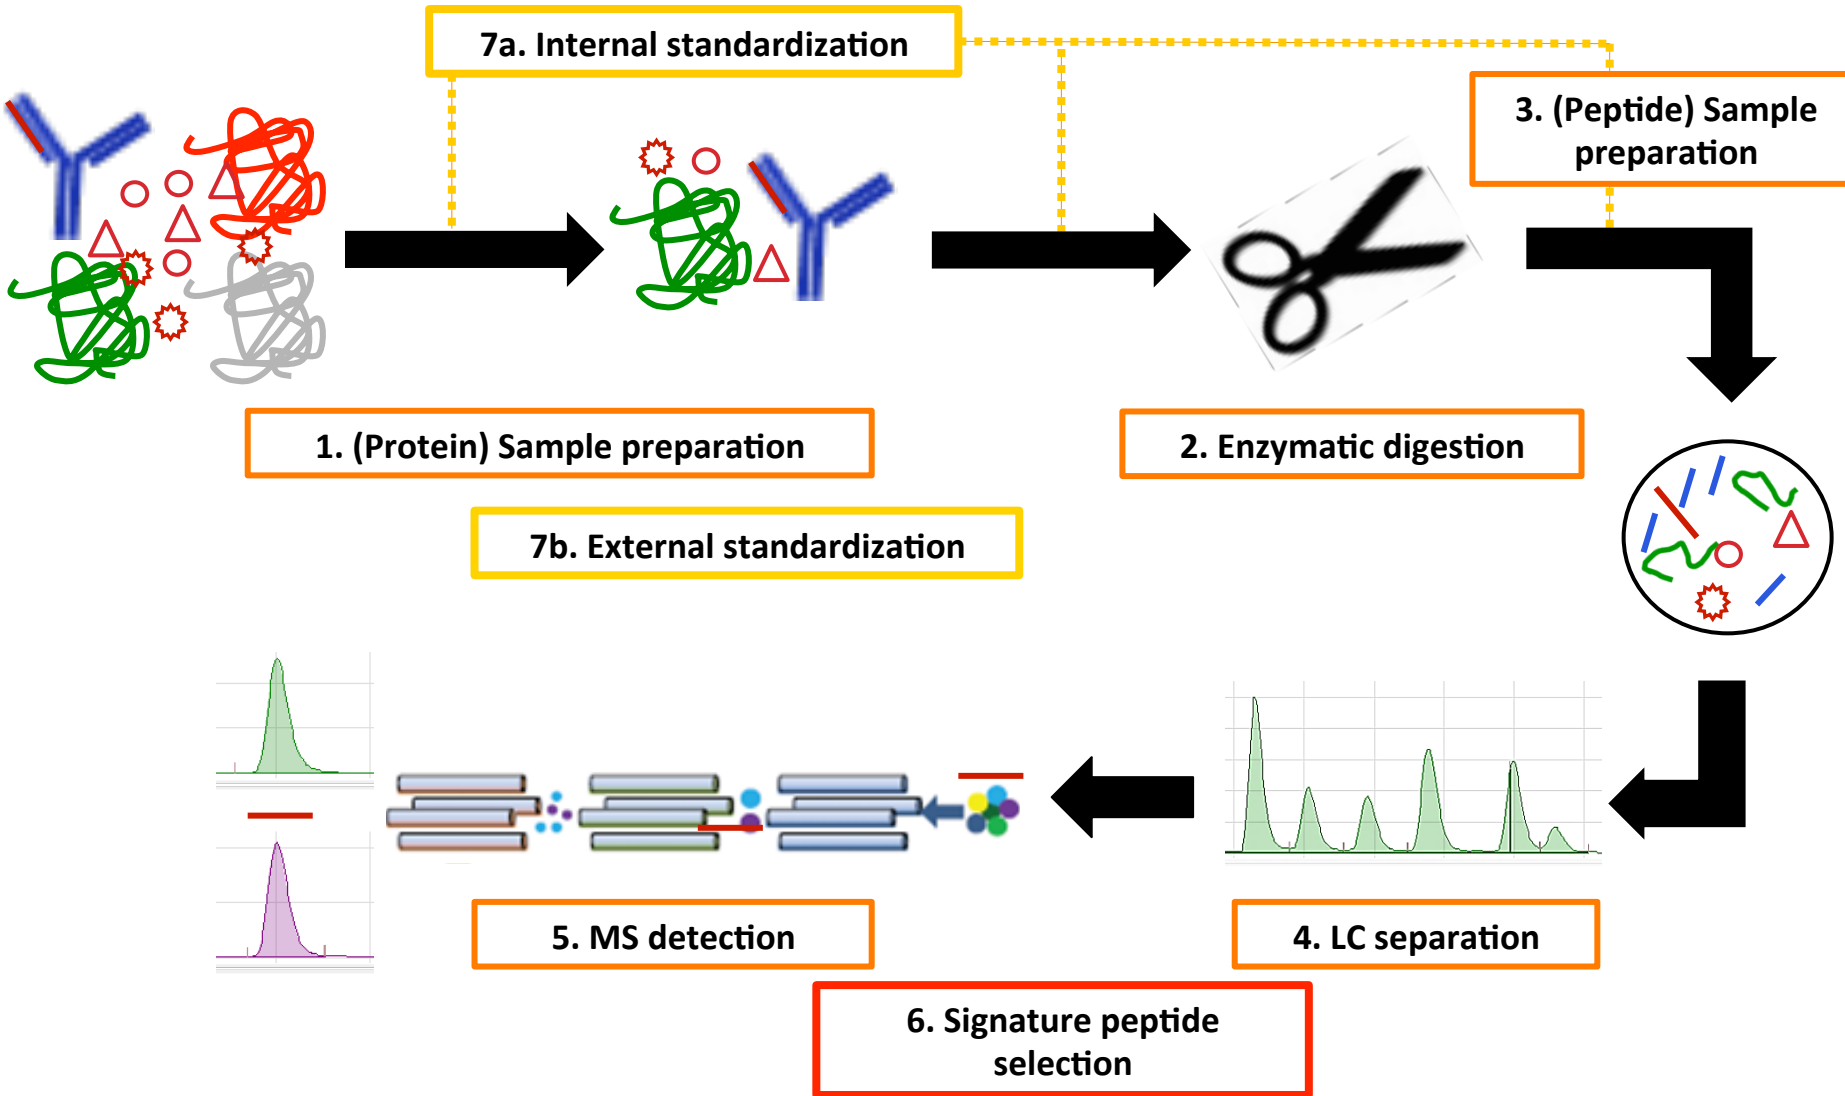 7a. Internal standardization
3. (Peptide) Sample
preparation
1. (Protein) Sample preparation
2. Enzymatic digestion
7b. External standardization
5. MS detection
4. LC separation
6. Signature peptide
selection